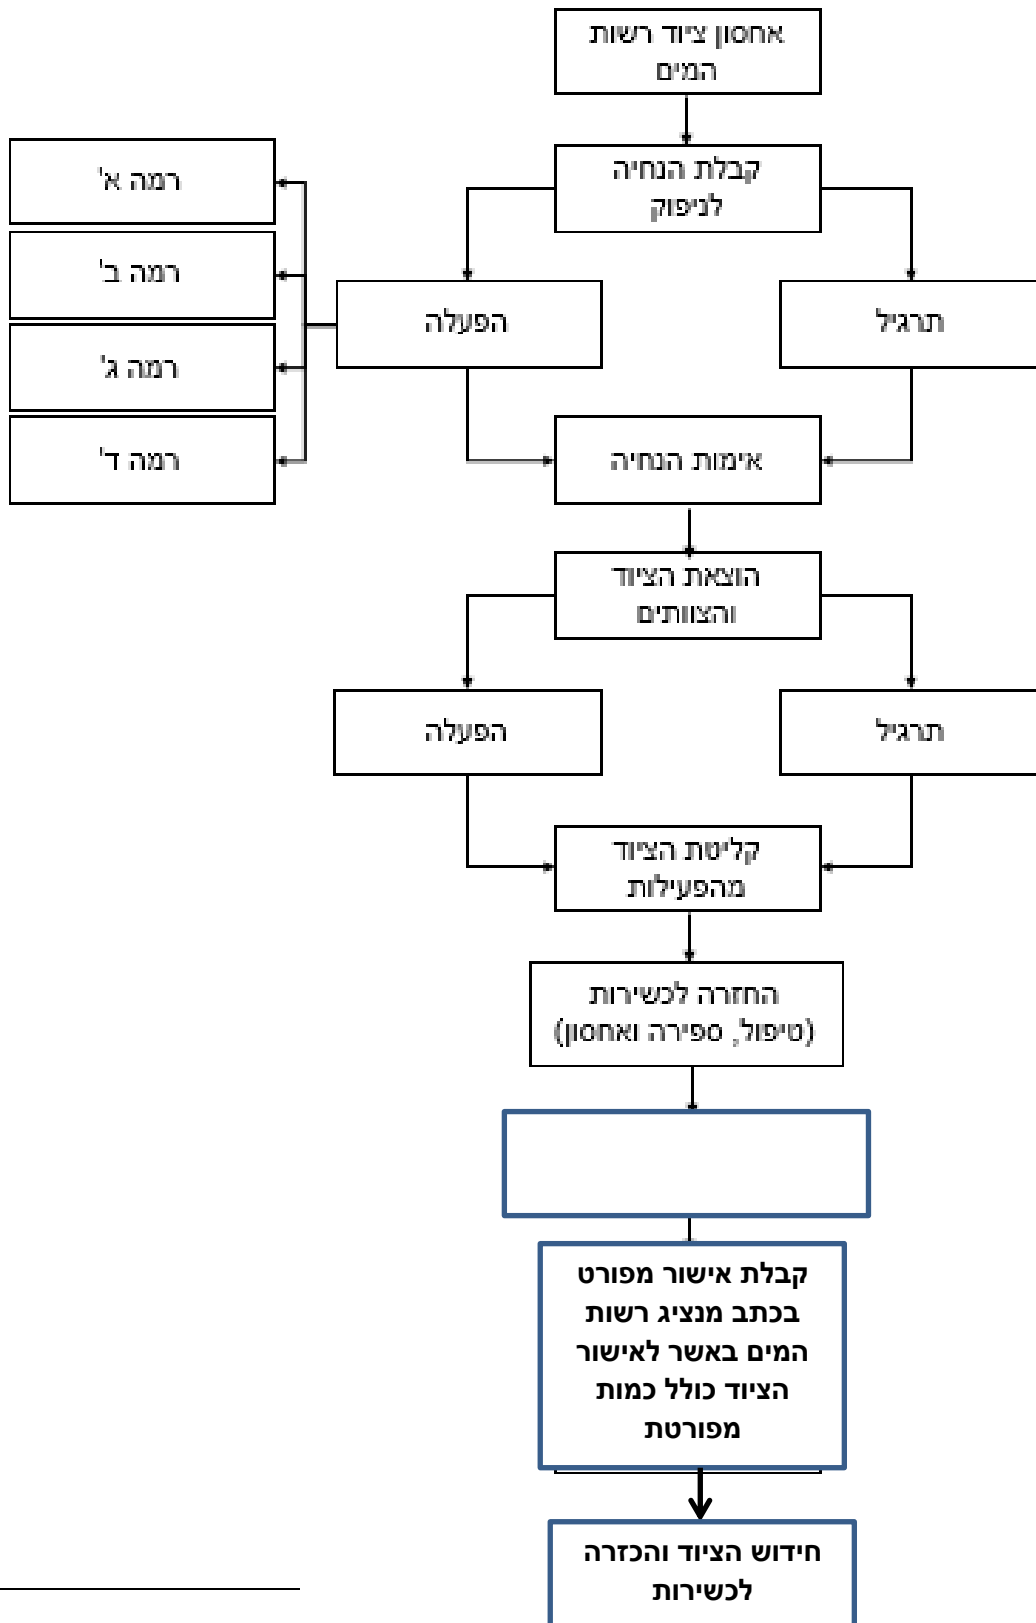 אחסון ציוד רשות
המים
קבלת הנחיה
לניפוק
תרגיל
הפעלה
רמה א'
רמה ב'
רמה ג'
רמה ד'
אימות הנחיה
הוצאת הציוד
והצוותים
תרגיל
הפעלה
קליטת הציוד
מהפעילות
החזרה לכשירות
(טיפול, ספירה ואחסון)
קבלת אישור מפורט
בכתב מנציג רשות
המים באשר לאישור
הציוד כולל כמות
מפורטת
חידוש הציוד והכזרה
לכשירות